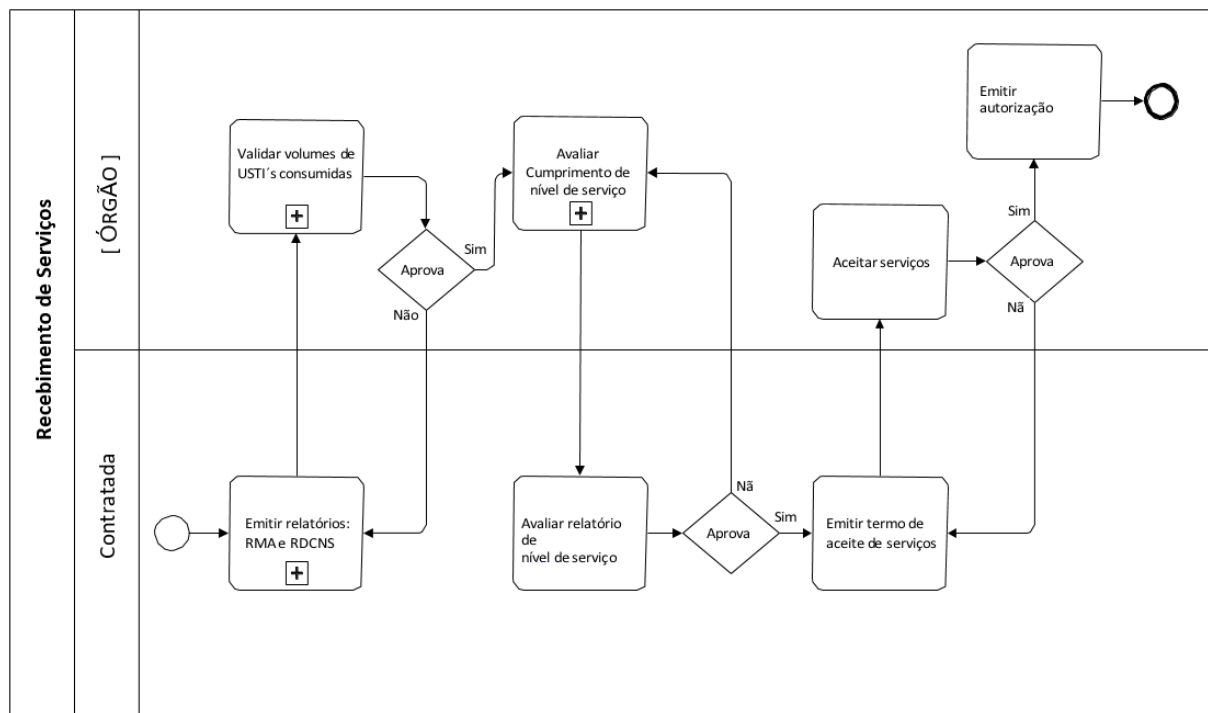 Recebimento de Serviços
[ ÓRGÃO ]
Contratada
Validar volumes de
USTI´s consumidas
Aprova
Sim
Não
Avaliar
Cumprimento de
nível de serviço
Aceitar serviços
Emitir
autorização
Sim
Aprova
Nã
Emitir relatórios:
RMA e RDCNS
Avaliar relatório
de
nível de serviço
Nã
Aprova
Sim
Emitir termo de
aceite de serviços